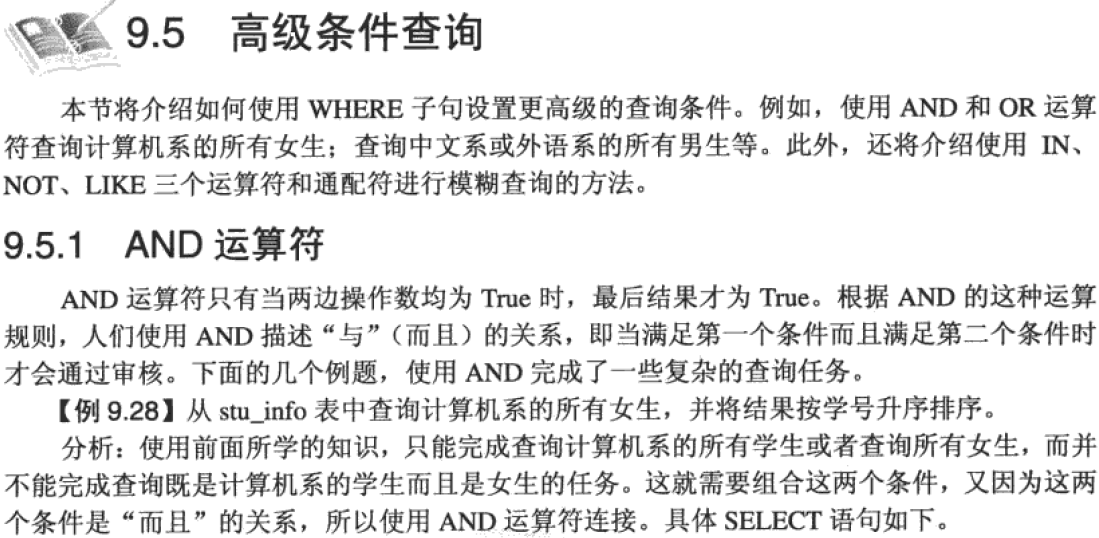 9.5 高级条件查询
本节将介绍如何使用 WHERE 子句设置更高级的查询条件。例如，使用 AND 和 OR 运算
符查询计算机系的所有女生；查询中文系或外语系的所有男生等。此外，还将介绍使用 IN、
NOT、LIKE 三个运算符和通配符进行模糊查询的方法。
9.5.1 AND 运算符
AND 运算符只有当两边操作数均为 True 时，最后结果才为 True。根据 AND 的这种运算
规则，人们使用 AND 描述“与”（而且）的关系，即当满足第一个条件而且满足第二个条件时
才会通过审核。下面的几个例题，使用 AND 完成了一些复杂的查询任务。
【例 9.28】从 stu_info 表中查询计算机系的所有女生，并将结果按学号升序排序。
分析：使用前面所学的知识，只能完成查询计算机系的所有学生或者查询所有女生，而并
不能完成查询既是计算机系的学生而且是女生的任务。这就需要组合这两个条件，又因为这两
个条件是“而且”的关系，所以使用 AND 运算符连接。具体 SELECT 语句如下。